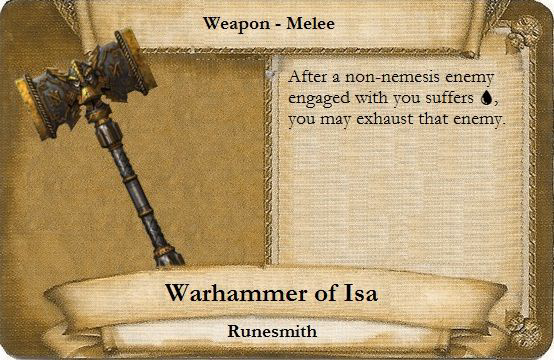 Weapon - Melee
After a non-nemesis enemy
engaged with you suffers 🌢,
you may exhaust that enemy.
Warhammer of Isa
Runesmith